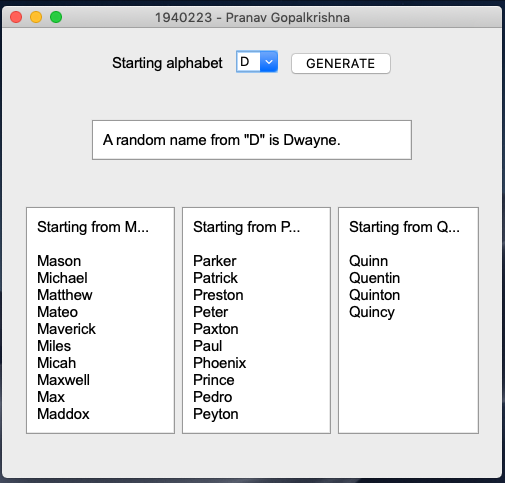 1940223 - Pranav Gopalkrishna
Starting alphabet D GENERATE
A random name from "D" is Dwayne.
Starting from M...
Mason
Michael
Matthew
Mateo
Maverick
Miles
Micah
Maxwell
Max
Maddox
Starting from P...
Parker
Patrick
Preston
Peter
Paxton
Paul
Phoenix
Prince
Pedro
Peyton
Starting from Q...
Quinn
Quentin
Quinton
Quincy